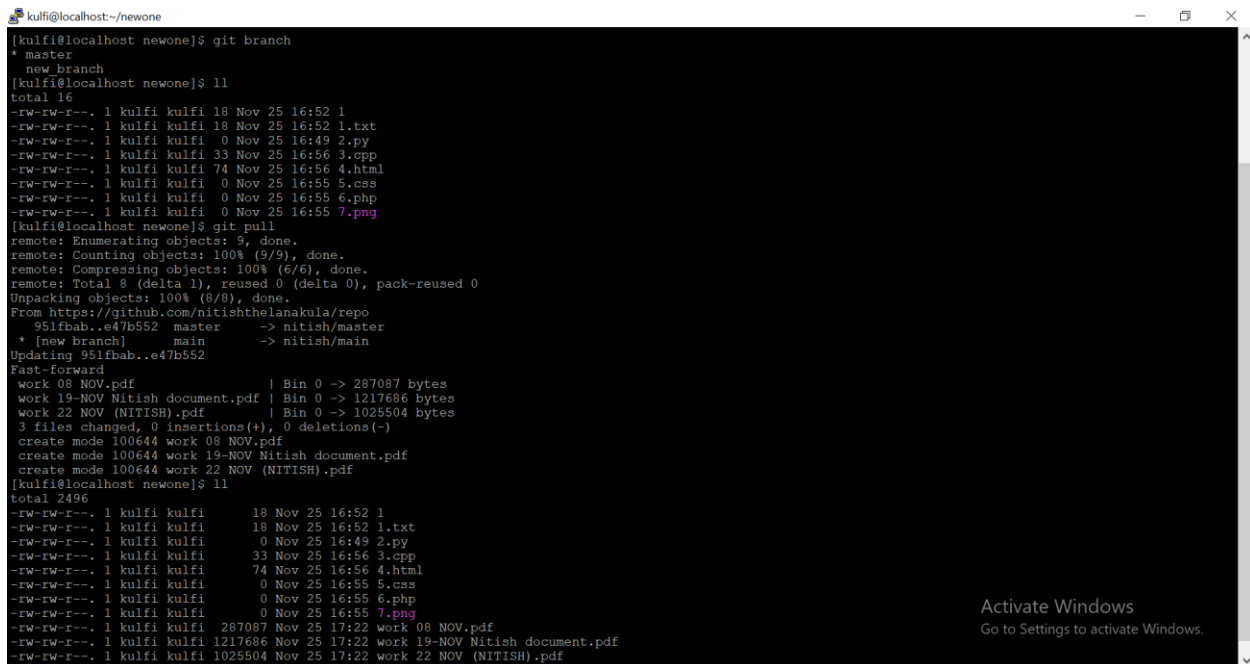 kulfi@localhost:~/newone
[kulfi@localhost newone]$ git branch
* master
  new_branch
[kulfi@localhost newone]$ ll
total 16
-rw-rw-r--. 1 kulfi kulfi 18 Nov 25 16:52 1
-rw-rw-r--. 1 kulfi kulfi 18 Nov 25 16:52 1.txt
-rw-rw-r--. 1 kulfi kulfi  0 Nov 25 16:49 2.py
-rw-rw-r--. 1 kulfi kulfi 33 Nov 25 16:56 3.cpp
-rw-rw-r--. 1 kulfi kulfi 74 Nov 25 16:56 4.html
-rw-rw-r--. 1 kulfi kulfi  0 Nov 25 16:55 5.css
-rw-rw-r--. 1 kulfi kulfi  0 Nov 25 16:55 6.php
-rw-rw-r--. 1 kulfi kulfi  0 Nov 25 16:55 7.png
[kulfi@localhost newone]$ git pull
remote: Enumerating objects: 9, done.
remote: Counting objects: 100% (9/9), done.
remote: Compressing objects: 100% (6/6), done.
remote: Total 8 (delta 1), reused 0 (delta 0), pack-reused 0
Unpacking objects: 100% (8/8), done.
From https://github.com/nitishthelanakula/repo
   951fbab..e47b552  master     -> nitish/master
 * [new branch]      main       -> nitish/main
Updating 951fbab..e47b552
Fast-forward
 work 08 NOV.pdf                 | Bin 0 -> 287087 bytes
 work 19-NOV Nitish document.pdf | Bin 0 -> 1217686 bytes
 work 22 NOV (NITISH).pdf        | Bin 0 -> 1025504 bytes
 3 files changed, 0 insertions(+), 0 deletions(-)
 create mode 100644 work 08 NOV.pdf
 create mode 100644 work 19-NOV Nitish document.pdf
 create mode 100644 work 22 NOV (NITISH).pdf
[kulfi@localhost newone]$ ll
total 2496
-rw-rw-r--. 1 kulfi kulfi      18 Nov 25 16:52 1
-rw-rw-r--. 1 kulfi kulfi      18 Nov 25 16:52 1.txt
-rw-rw-r--. 1 kulfi kulfi       0 Nov 25 16:49 2.py
-rw-rw-r--. 1 kulfi kulfi      33 Nov 25 16:56 3.cpp
-rw-rw-r--. 1 kulfi kulfi      74 Nov 25 16:56 4.html
-rw-rw-r--. 1 kulfi kulfi       0 Nov 25 16:55 5.css
-rw-rw-r--. 1 kulfi kulfi       0 Nov 25 16:55 6.php
-rw-rw-r--. 1 kulfi kulfi       0 Nov 25 16:55 7.png
-rw-rw-r--. 1 kulfi kulfi  287087 Nov 25 17:22 work 08 NOV.pdf
-rw-rw-r--. 1 kulfi kulfi 1217686 Nov 25 17:22 work 19-NOV Nitish document.pdf
-rw-rw-r--. 1 kulfi kulfi 1025504 Nov 25 17:22 work 22 NOV (NITISH).pdf
Activate Windows
Go to Settings to activate Windows.